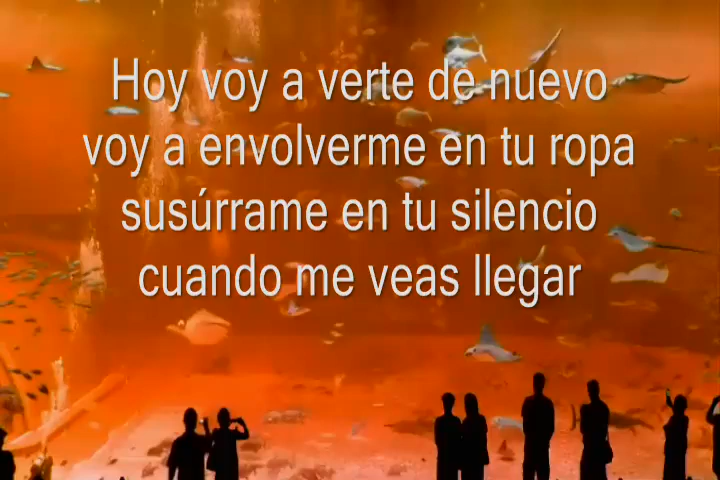 Hoy voy a verte de nuevo
voy a envolverme en tu ropa
susúrrame en tu silencio
cuando me veas llegar